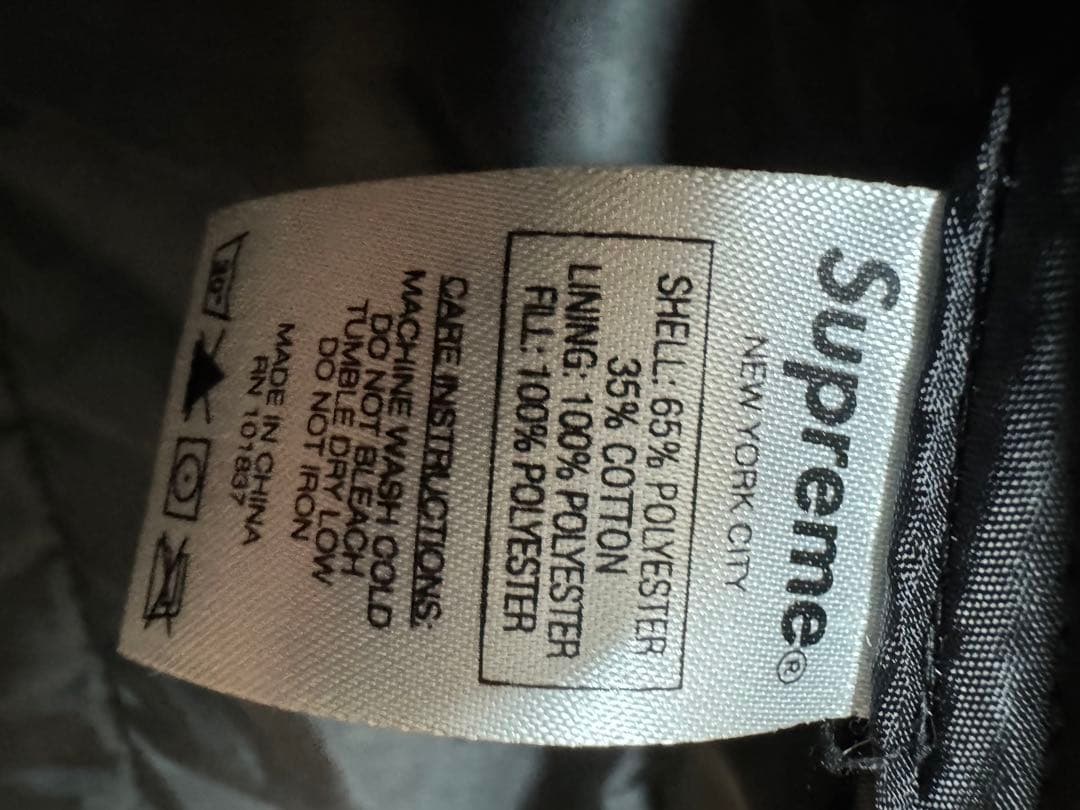 Supreme®
NEW YORK CITY
SHELL: 65% POLYESTER
35% COTTON
LINING: 100% POLYESTER
FILL: 100% POLYESTER
CARE INSTRUCTIONS:
MACHINE WASH COLD
DO NOT BLEACH
TUMBLE DRY LOW
DO NOT IRON
MADE IN CHINA
RN 101837
30°